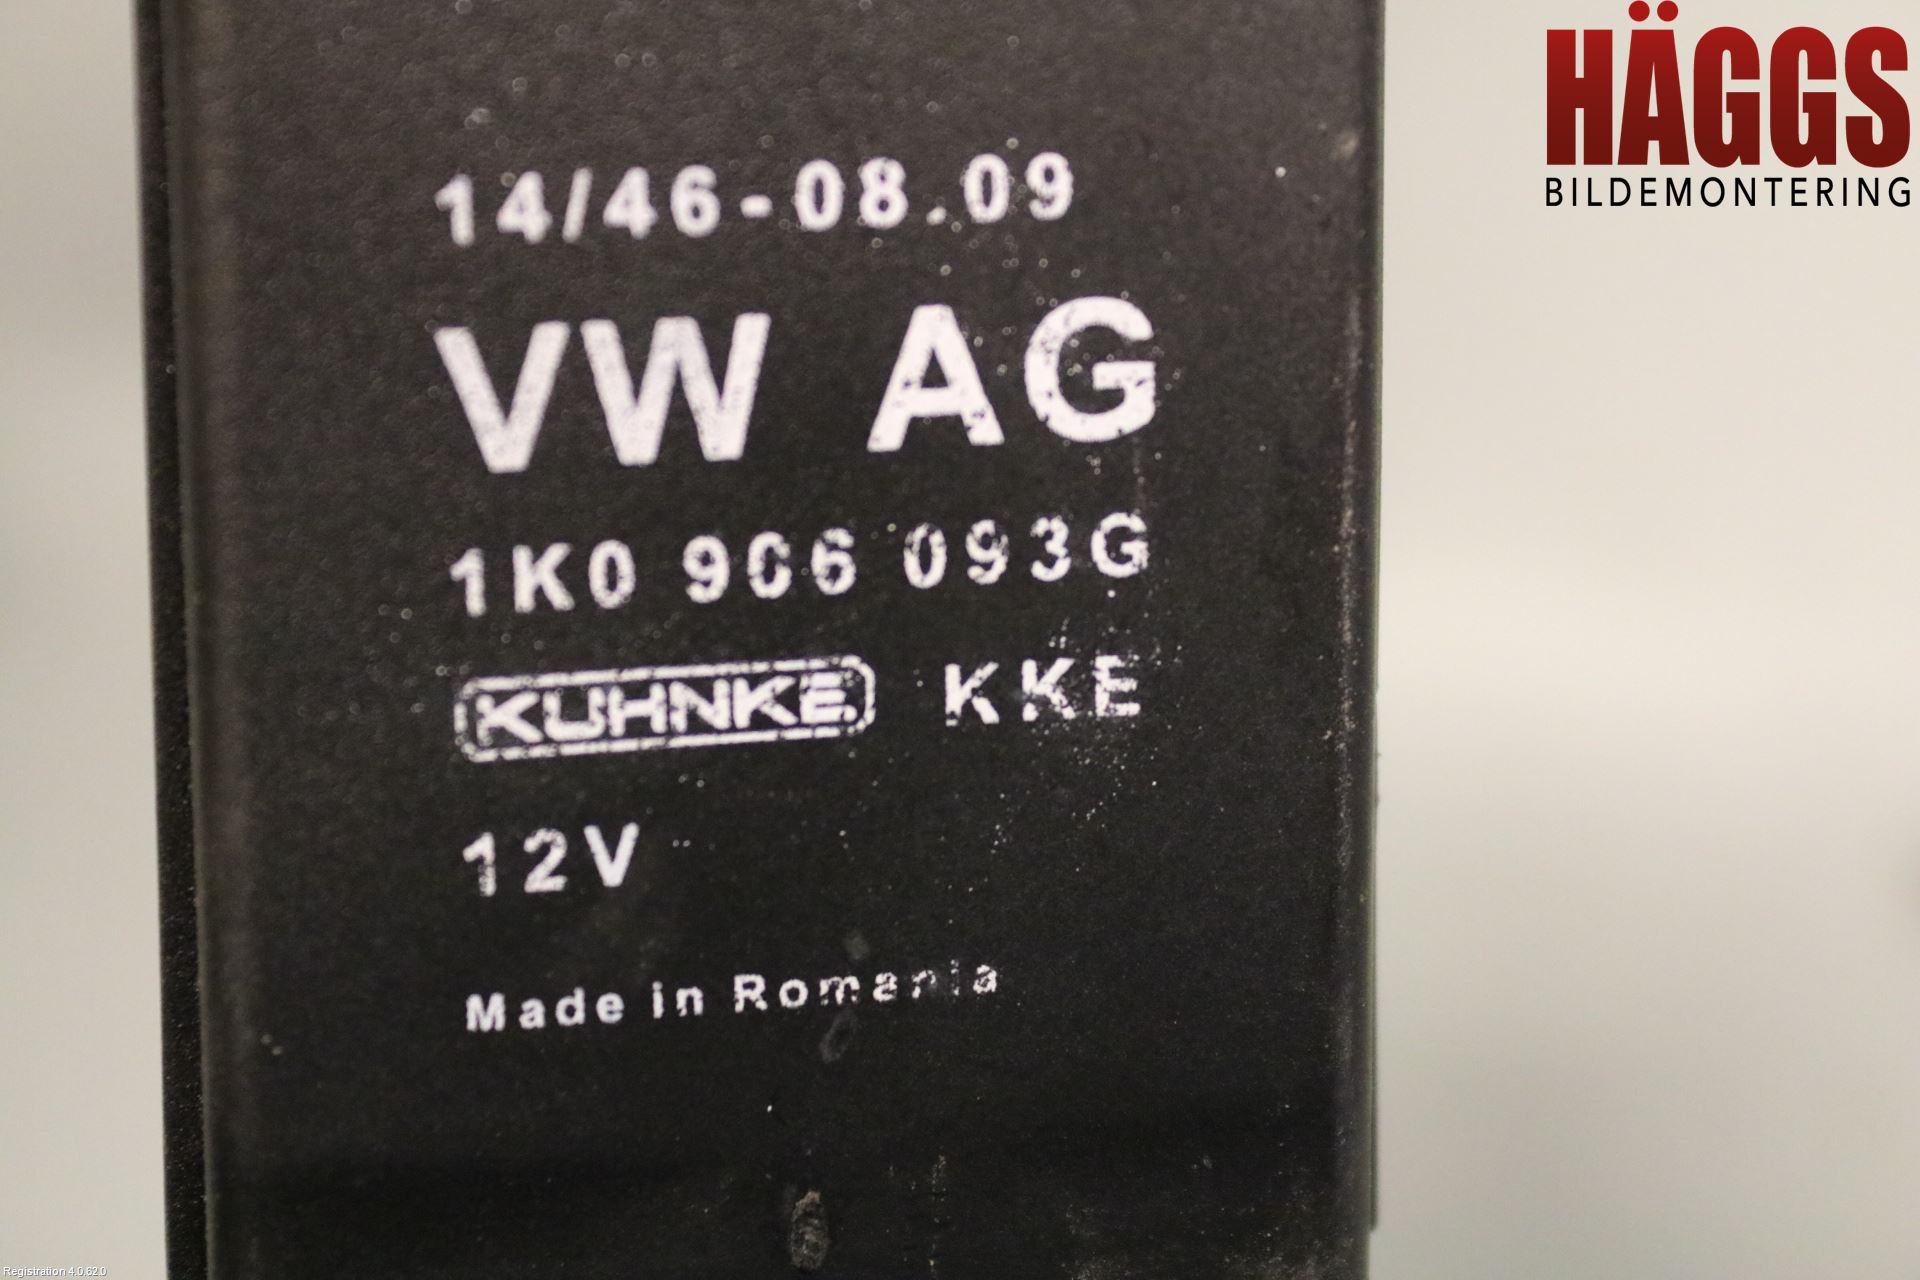 HÄGGS
BILDEMONTERING
14/46-08.09
VW AG
1K0 906 093G
KUHNKE KKE
12V
Made in Romania
Registration 4.0.62.0